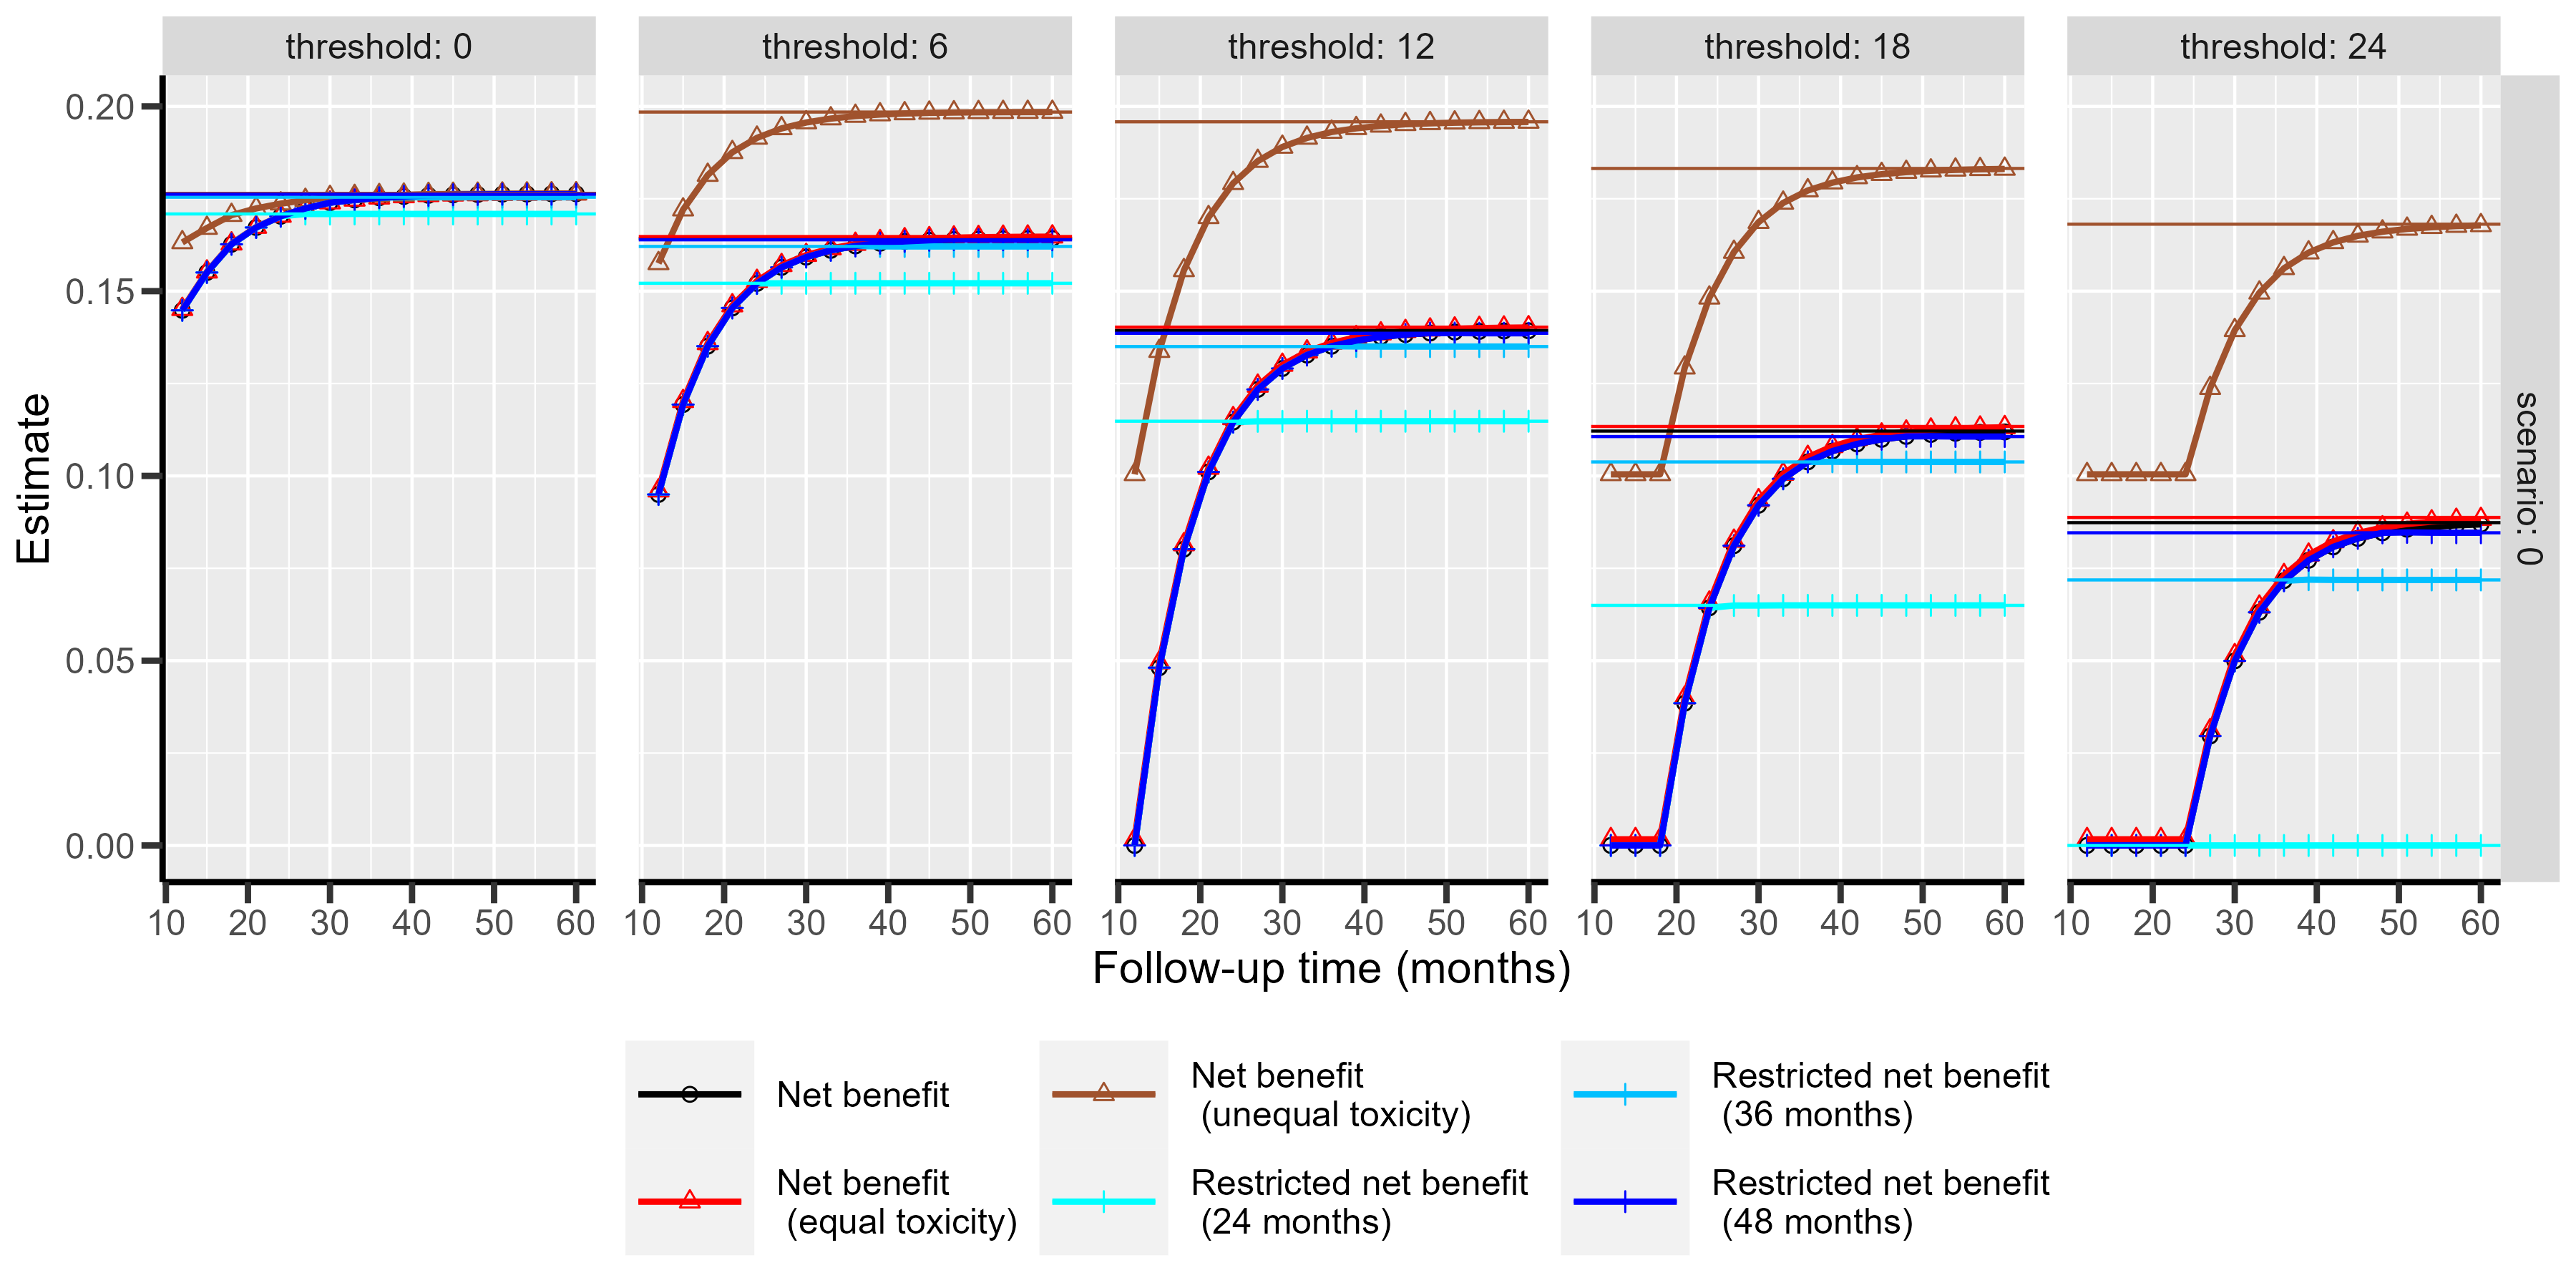 threshold: 0
threshold: 6
threshold: 12
threshold: 18
threshold: 24
scenario: 0
Estimate
0.20
0.15
0.10
0.05
0.00
10 20 30 40 50 60
10 20 30 40 50 60
10 20 30 40 50 60
10 20 30 40 50 60
10 20 30 40 50 60
Follow-up time (months)
Net benefit
Net benefit
(equal toxicity)
Net benefit
(unequal toxicity)
Restricted net benefit
(24 months)
Restricted net benefit
(36 months)
Restricted net benefit
(48 months)